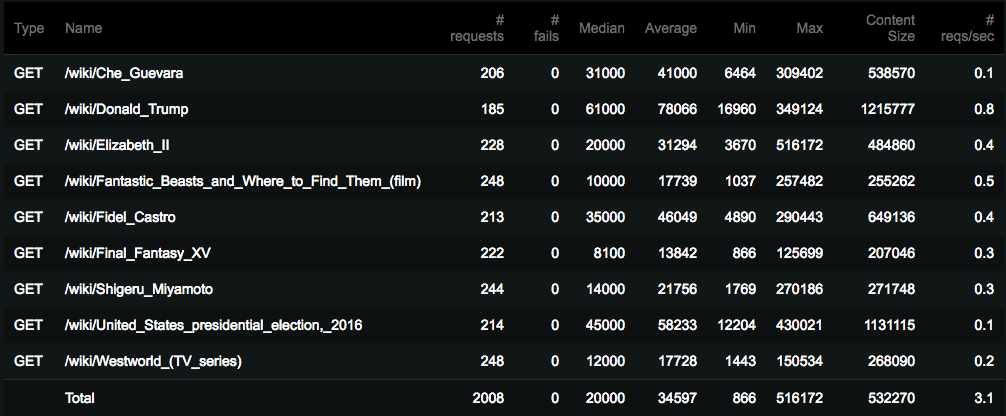 Type Name # requests # fails Median Average Min Max Content Size # reqs/sec
GET /wiki/Che_Guevara 206 0 31000 41000 6464 309402 538570 0.1
GET /wiki/Donald_Trump 185 0 61000 78066 16960 349124 1215777 0.8
GET /wiki/Elizabeth_II 228 0 20000 31294 3670 516172 484860 0.4
GET /wiki/Fantastic_Beasts_and_Where_to_Find_Them_(film) 248 0 10000 17739 1037 257482 255262 0.5
GET /wiki/Fidel_Castro 213 0 35000 46049 4890 290443 649136 0.4
GET /wiki/Final_Fantasy_XV 222 0 8100 13842 866 125699 207046 0.3
GET /wiki/Shigeru_Miyamoto 244 0 14000 21756 1769 270186 271748 0.3
GET /wiki/United_States_presidential_election,_2016 214 0 45000 58233 12204 430021 1131115 0.1
GET /wiki/Westworld_(TV_series) 248 0 12000 17728 1443 150534 268090 0.2
Total 2008 0 20000 34597 866 516172 532270 3.1